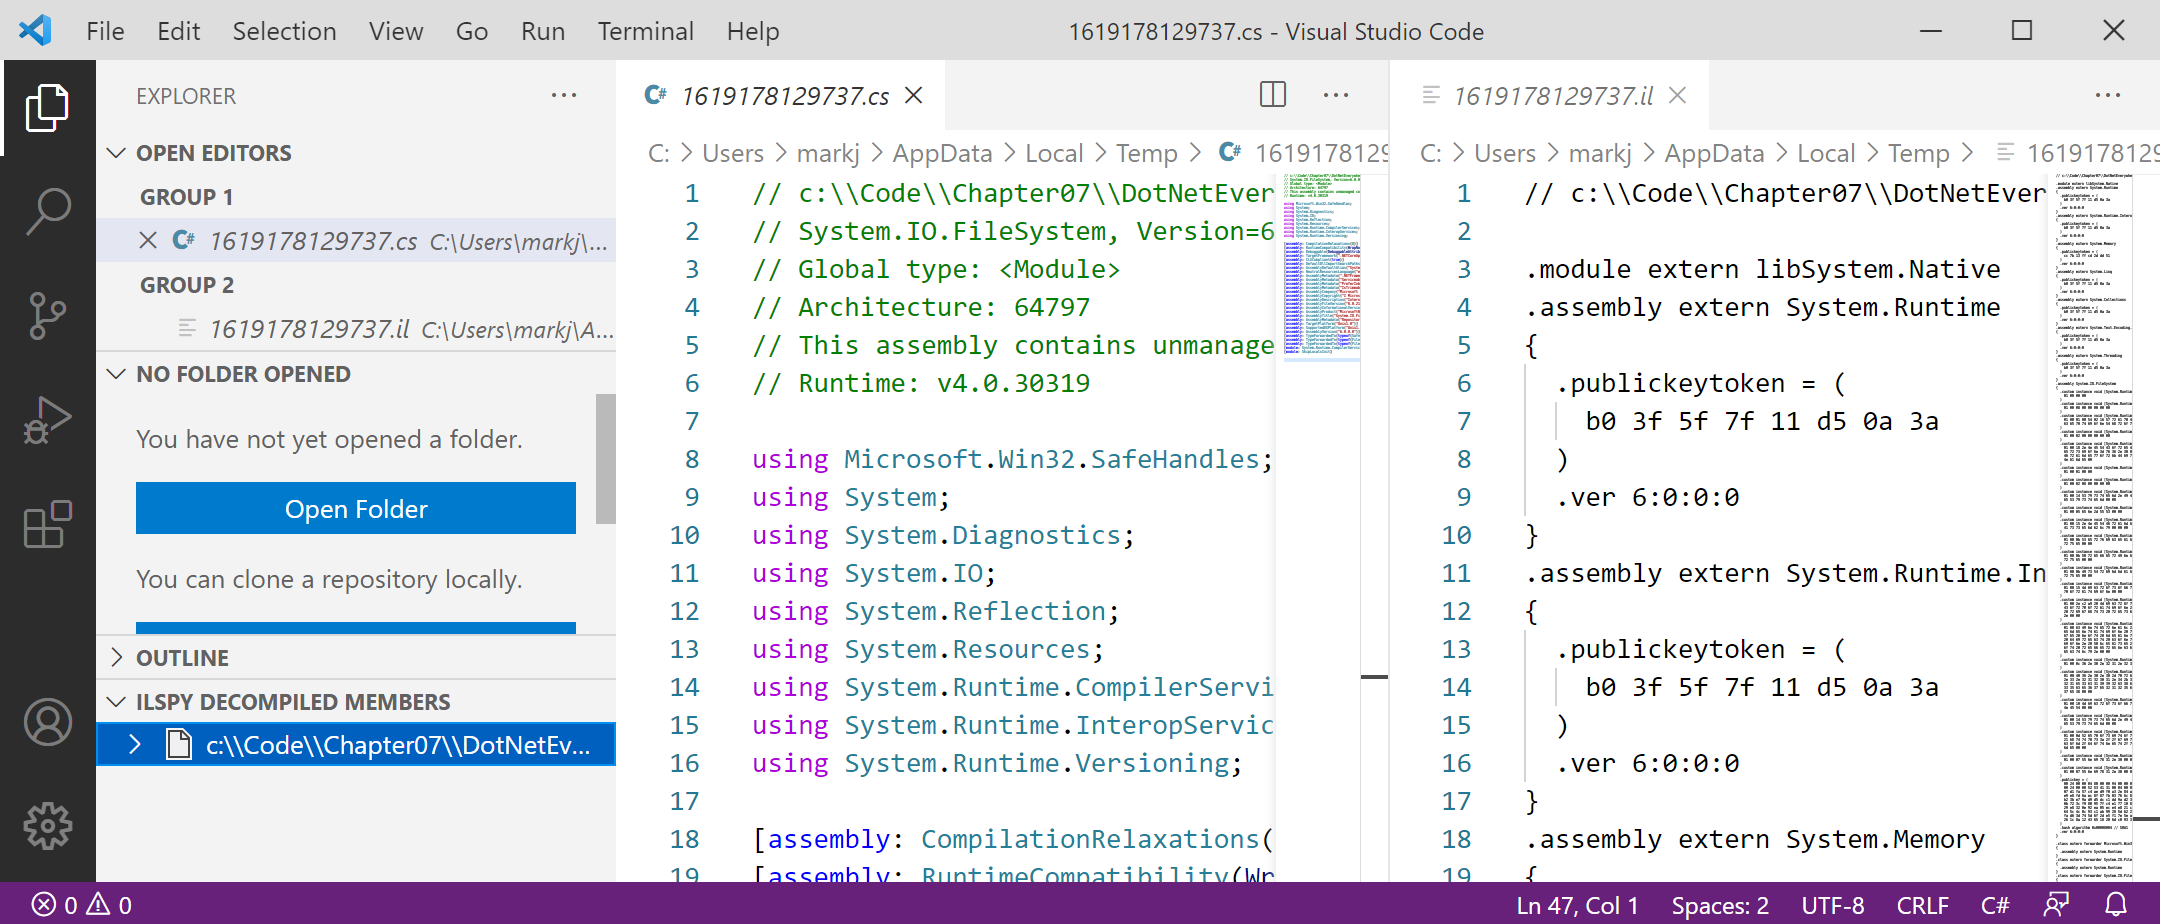 File Edit Selection View Go Run Terminal Help 1619178129737.cs - Visual Studio Code
EXPLORER
OPEN EDITORS
GROUP 1
1619178129737.cs C:\Users\markj\...
GROUP 2
1619178129737.il C:\Users\markj\A...
NO FOLDER OPENED
You have not yet opened a folder.
Open Folder
You can clone a repository locally.
OUTLINE
ILSPY DECOMPILED MEMBERS
c:\\Code\\Chapter07\\DotNetEv...
C# 1619178129737.cs
C: > Users > markj > AppData > Local > Temp > C# 161917812
1 // c:\\Code\\Chapter07\\DotNetEver
2 // System.IO.FileSystem, Version=6
3 // Global type: <Module>
4 // Architecture: 64797
5 // This assembly contains unmanage
6 // Runtime: v4.0.30319
7
8 using Microsoft.Win32.SafeHandles;
9 using System;
10 using System.Diagnostics;
11 using System.IO;
12 using System.Reflection;
13 using System.Resources;
14 using System.Runtime.CompilerServi
15 using System.Runtime.InteropServic
16 using System.Runtime.Versioning;
17
18 [assembly: CompilationRelaxations(
19 [assembly: RuntimeCompatibility(Wr
1619178129737.il
C: > Users > markj > AppData > Local > Temp > 161917812
1 // c:\\Code\\Chapter07\\DotNetEver
2
3 .module extern libSystem.Native
4 .assembly extern System.Runtime
5 {
6 .publickeytoken = (
7 b0 3f 5f 7f 11 d5 0a 3a
8 )
9 .ver 6:0:0:0
10 }
11 .assembly extern System.Runtime.In
12 {
13 .publickeytoken = (
14 b0 3f 5f 7f 11 d5 0a 3a
15 )
16 .ver 6:0:0:0
17 }
18 .assembly extern System.Memory
19 {
0 0 Ln 47, Col 1 Spaces: 2 UTF-8 CRLF C#